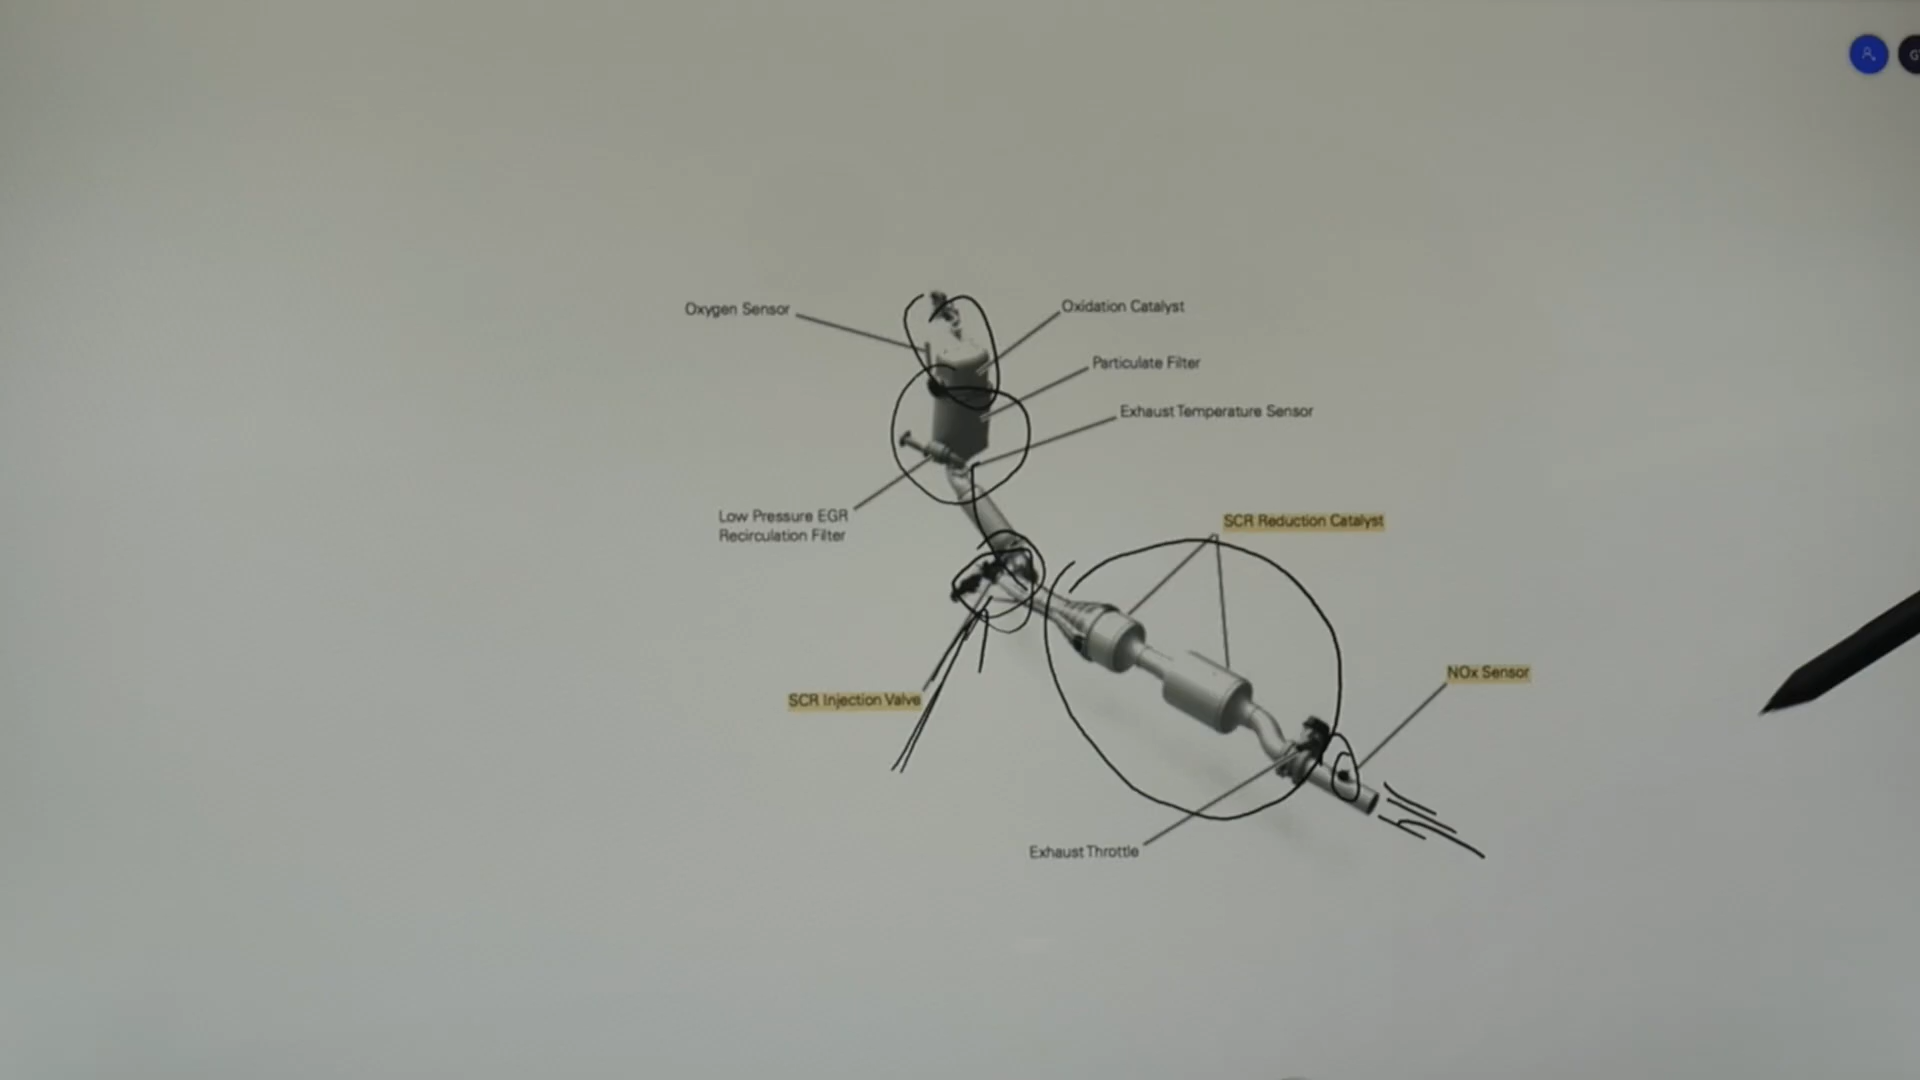 Oxygen Sensor
Oxidation Catalyst
Particulate Filter
Exhaust Temperature Sensor
Low Pressure EGR
Recirculation Filter
SCR Reduction Catalyst
SCR Injection Valve
NOx Sensor
Exhaust Throttle
G